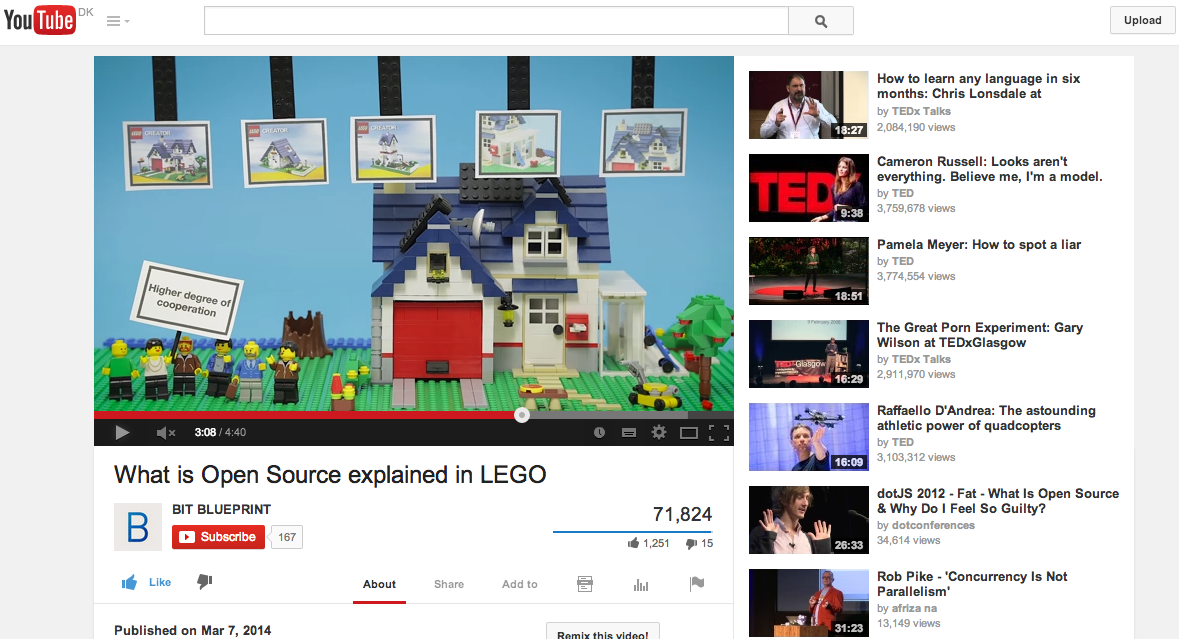 YouTube DK
Upload
LEGO CREATOR
LEGO CREATOR
LEGO CREATOR
Higher degree of
cooperation
3:08 / 4:40
What is Open Source explained in LEGO
B
BIT BLUEPRINT
Subscribe 167
71,824
1,251 15
Like
About Share Add to
Published on Mar 7, 2014
Remix this video!
18:27
How to learn any language in six
months: Chris Lonsdale at
by TEDx Talks
2,084,190 views
TED
9:38
Cameron Russell: Looks aren't
everything. Believe me, I'm a model.
by TED
3,759,678 views
18:51
Pamela Meyer: How to spot a liar
by TED
3,774,554 views
16:29
The Great Porn Experiment: Gary
Wilson at TEDxGlasgow
by TEDx Talks
2,911,970 views
16:09
Raffaello D'Andrea: The astounding
athletic power of quadcopters
by TED
3,103,312 views
26:33
dotJS 2012 - Fat - What Is Open Source
& Why Do I Feel So Guilty?
by dotconferences
34,614 views
31:23
Rob Pike - 'Concurrency Is Not
Parallelism'
by afriza na
13,149 views